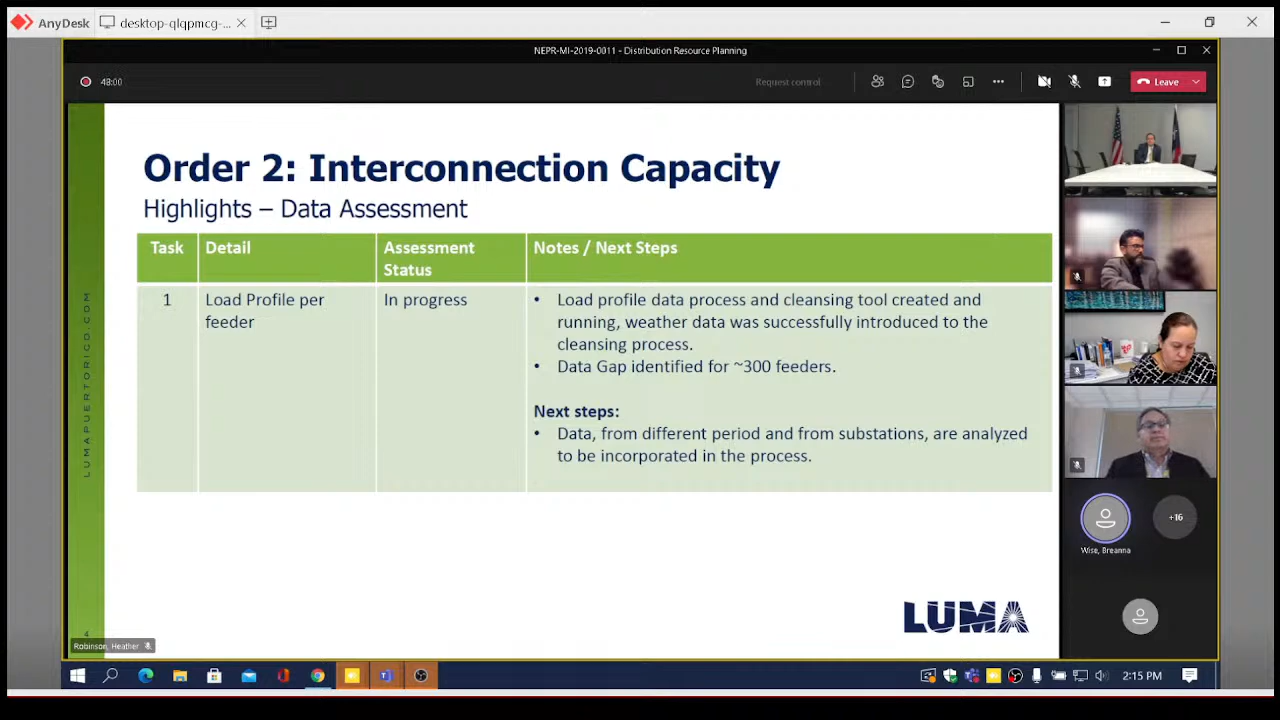 AnyDesk
desktop-qlqpmcg-...
NEPR-MI-2019-0011 - Distribution Resource Planning
48:00
Request control
Leave
Order 2: Interconnection Capacity
Highlights – Data Assessment
Task
Detail
Assessment
Status
Notes / Next Steps
1
Load Profile per
feeder
In progress
• Load profile data process and cleansing tool created and
running, weather data was successfully introduced to the
cleansing process.
• Data Gap identified for ~300 feeders.
Next steps:
• Data, from different period and from substations, are analyzed
to be incorporated in the process.
LUMAPUERTORICO.COM
4
LUMA
Robinson, Heather
+16
Wise, Breanna
2:15 PM